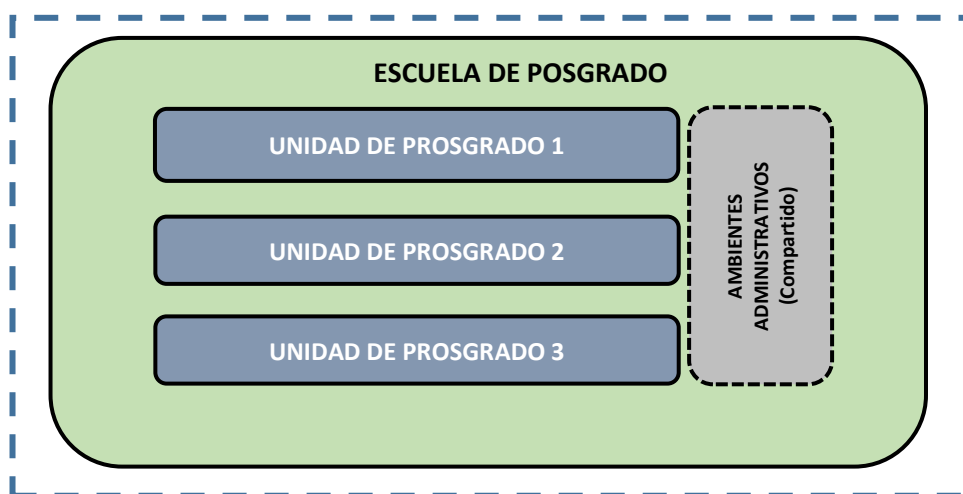 ESCUELA DE POSGRADO
UNIDAD DE PROSGRADO 1
UNIDAD DE PROSGRADO 2
UNIDAD DE PROSGRADO 3
AMBIENTES
ADMINISTRATIVOS
(Compartido)